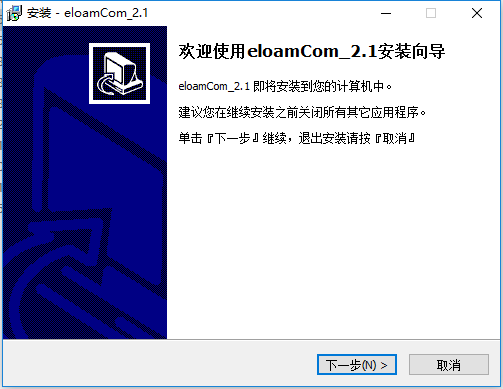 安装 - eloamCom_2.1
欢迎使用eloamCom_2.1安装向导
eloamCom_2.1 即将安装到您的计算机中。
建议您在继续安装之前关闭所有其它应用程序。
单击『下一步』继续，退出安装请按『取消』
下一步(N) >
取消